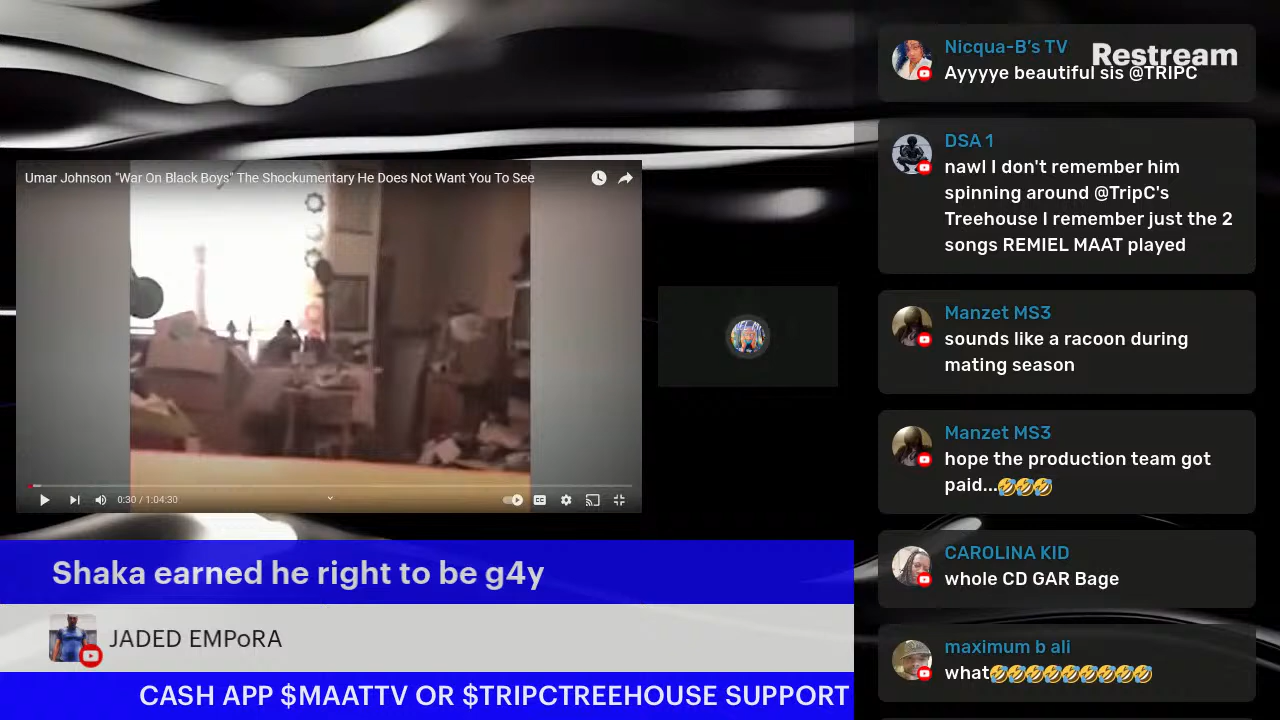 Umar Johnson "War On Black Boys" The Shockumentary He Does Not Want You To See
0:30 / 1:04:30
CC
Shaka earned he right to be g4y
JADED EMPoRA
CASH APP $MAATTV OR $TRIPCTREEHOUSE SUPPORT
Restream
Nicqua-B's TV
Ayyyye beautiful sis @TRIPC
DSA 1
nawl I don't remember him
spinning around @TripC's
Treehouse I remember just the 2
songs REMIEL MAAT played
Manzet MS3
sounds like a racoon during
mating season
Manzet MS3
hope the production team got
paid...🤣🤣🤣
CAROLINA KID
whole CD GAR Bage
maximum b ali
what🤣🤣🤣🤣🤣🤣🤣🤣🤣